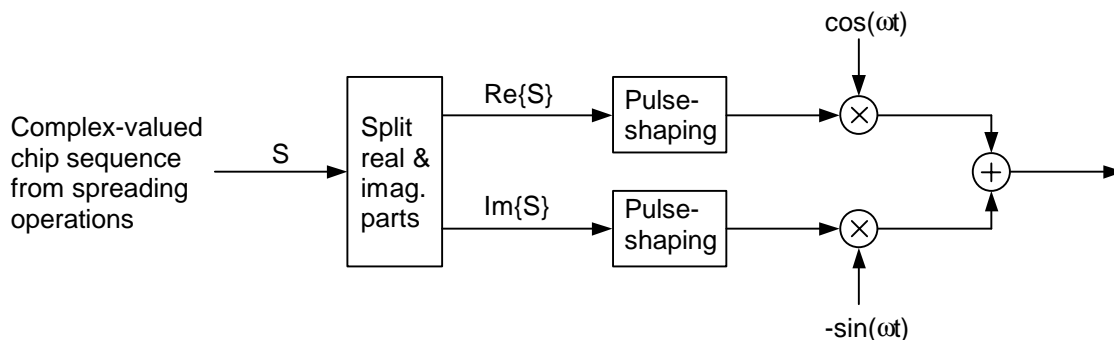 cos(ωt)
Complex-valued
chip sequence
from spreading
operations
S
Split
real &
imag.
parts
Re{S}
Im{S}
Pulse-
shaping
Pulse-
shaping
-sin(ωt)